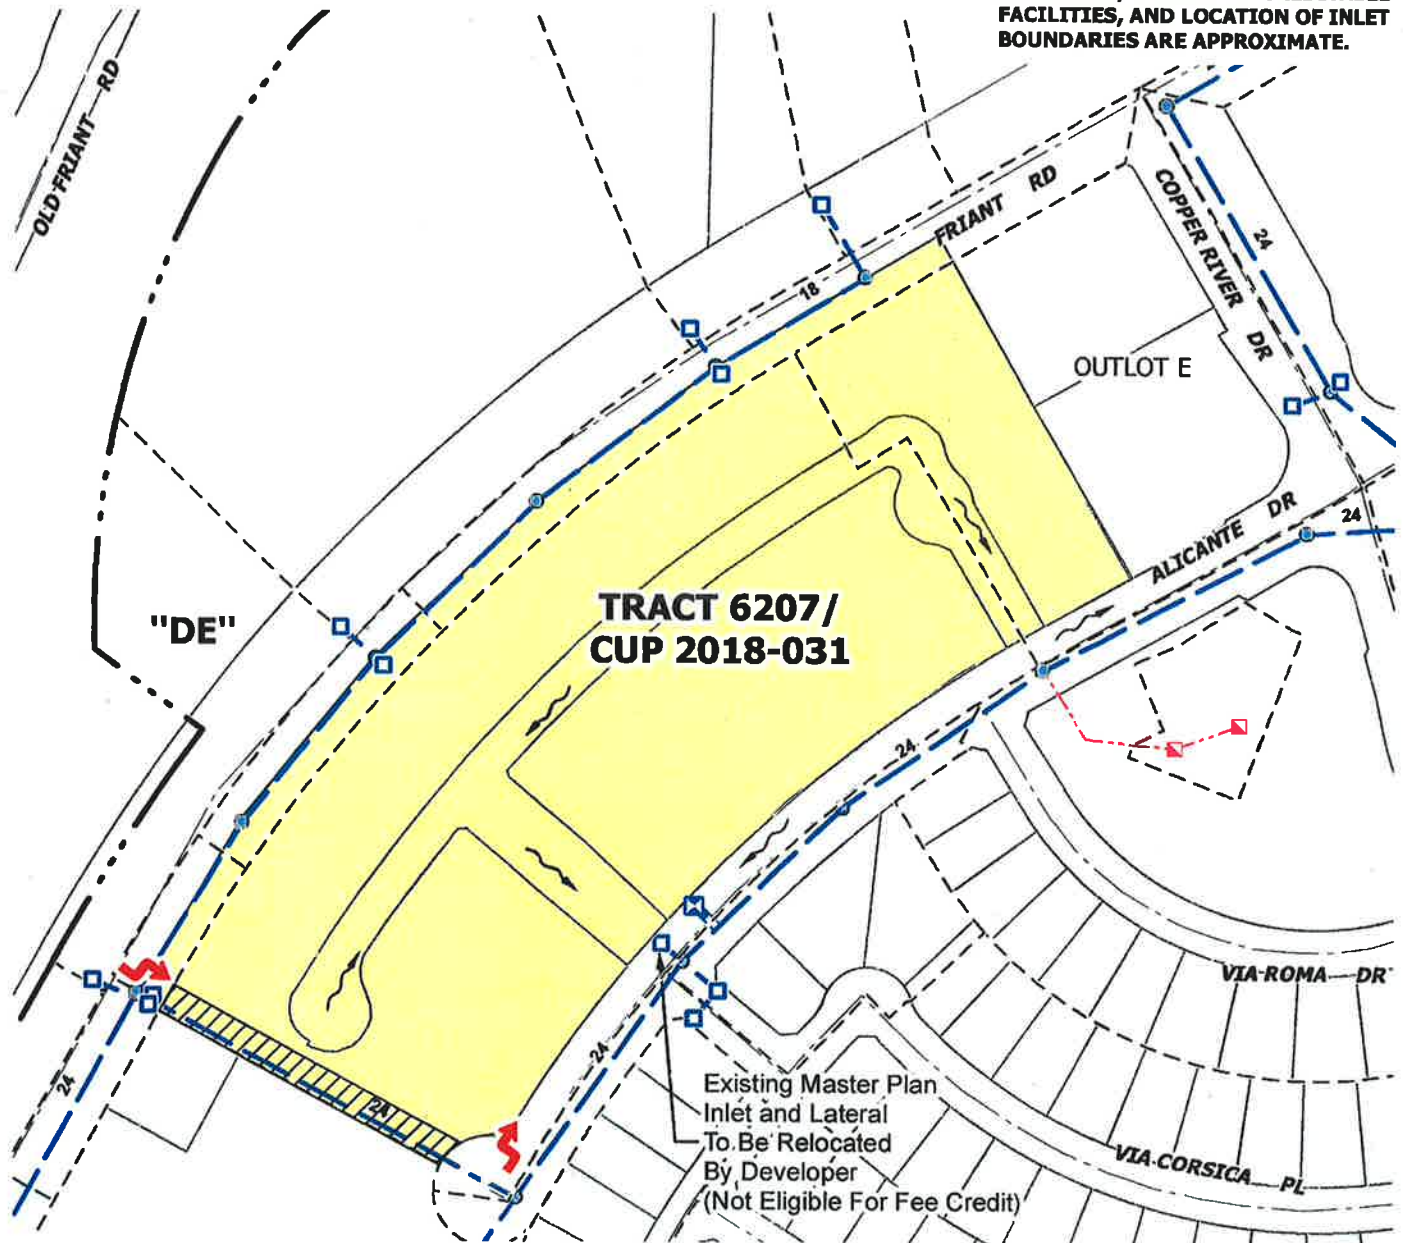 FACILITIES, AND LOCATION OF INLET
BOUNDARIES ARE APPROXIMATE.
OLD FRIANT RD
FRIANT RD
COPPER RIVER DR
24
18
OUTLOT E
ALICANTE DR
24
"DE"
TRACT 6207/
CUP 2018-031
24
VIA ROMA DR
24
24
24
Existing Master Plan
Inlet and Lateral
To Be Relocated
By Developer
(Not Eligible For Fee Credit)
VIA CORSICA PL